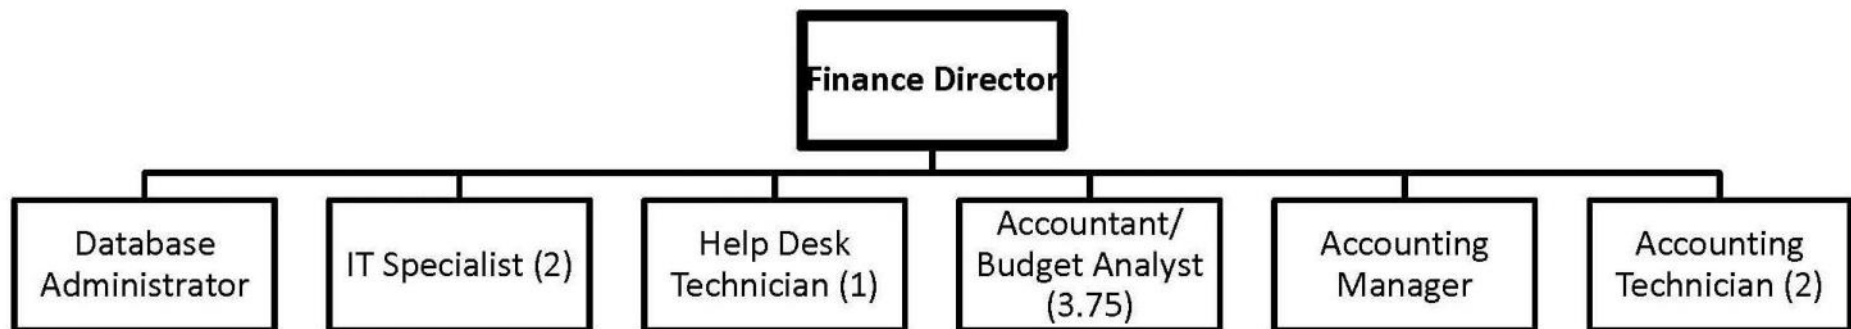 Finance Director
Database
Administrator
IT Specialist (2)
Help Desk
Technician (1)
Accountant/
Budget Analyst
(3.75)
Accounting
Manager
Accounting
Technician (2)